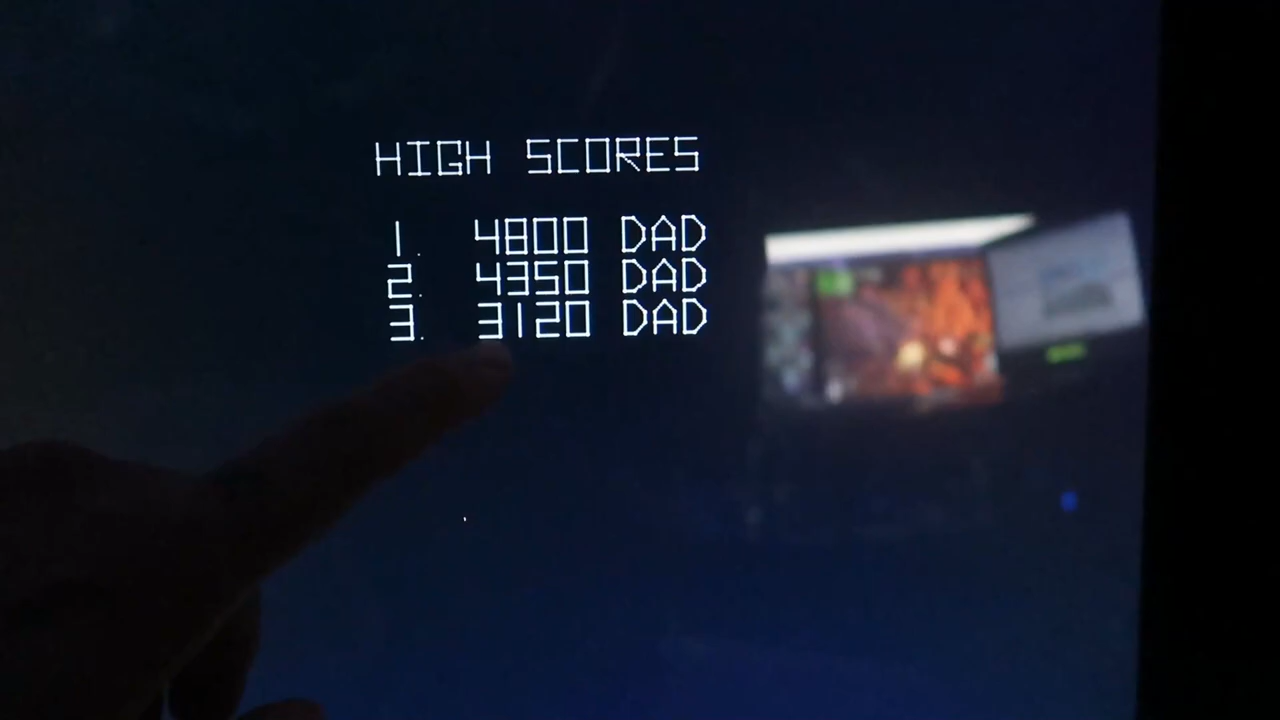 HIGH SCORES
1. 4800 DAD
2. 4350 DAD
3. 3120 DAD